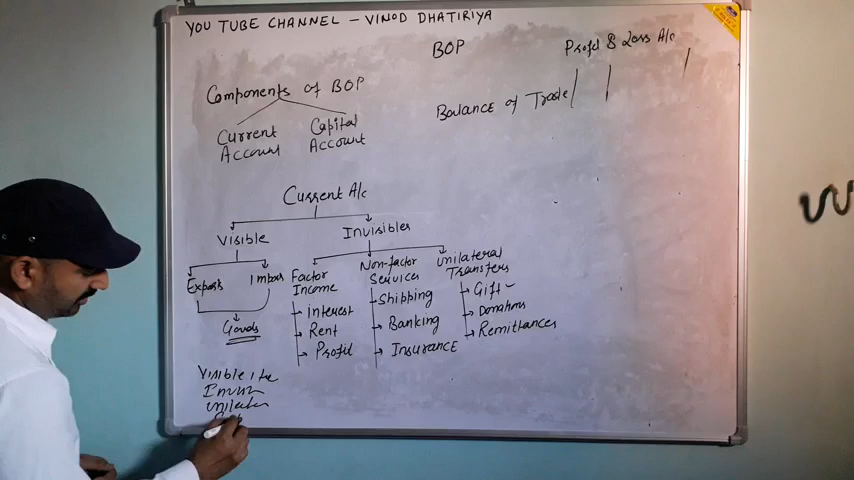 YOU TUBE CHANNEL - VINOD DHATIRIYA
BOP
Profit & Loss A/c
Components of BOP
Current Account
Capital Account
Balance of Trade
Current A/c
Visible
Invisibles
Exports
Imports
Goods
Factor Income
Interest
Rent
Profit
Non-factor Services
Shipping
Banking
Insurance
Unilateral Transfers
Gift
Donations
Remittances
Visible